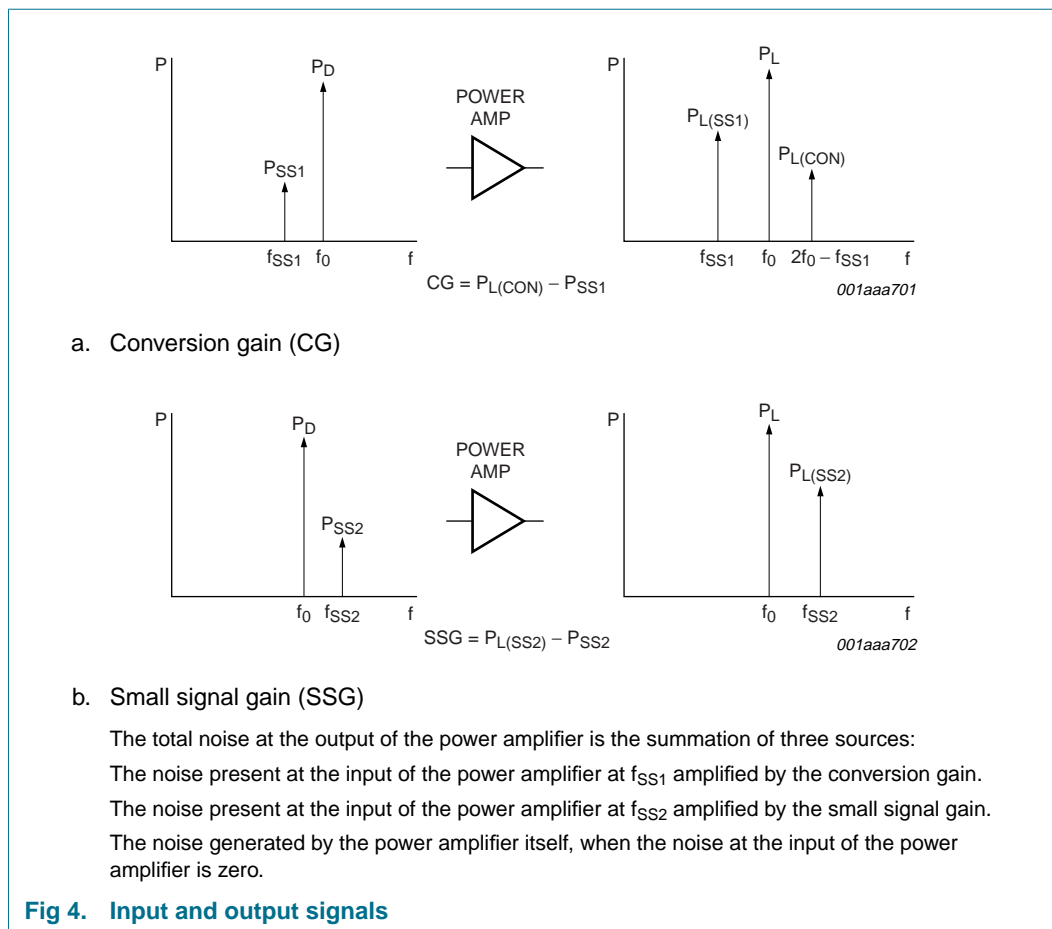 P
P_D
P_SS1
f_SS1 f_0 f
POWER
AMP
P
P_L
P_L(SS1)
P_L(CON)
f_SS1 f_0 2f_0 – f_SS1 f
CG = P_L(CON) – P_SS1
001aaa701
a. Conversion gain (CG)
P
P_D
P_SS2
f_0 f_SS2 f
POWER
AMP
P
P_L
P_L(SS2)
f_0 f_SS2 f
SSG = P_L(SS2) – P_SS2
001aaa702
b. Small signal gain (SSG)
The total noise at the output of the power amplifier is the summation of three sources:
The noise present at the input of the power amplifier at f_SS1 amplified by the conversion gain.
The noise present at the input of the power amplifier at f_SS2 amplified by the small signal gain.
The noise generated by the power amplifier itself, when the noise at the input of the power
amplifier is zero.
Fig 4. Input and output signals